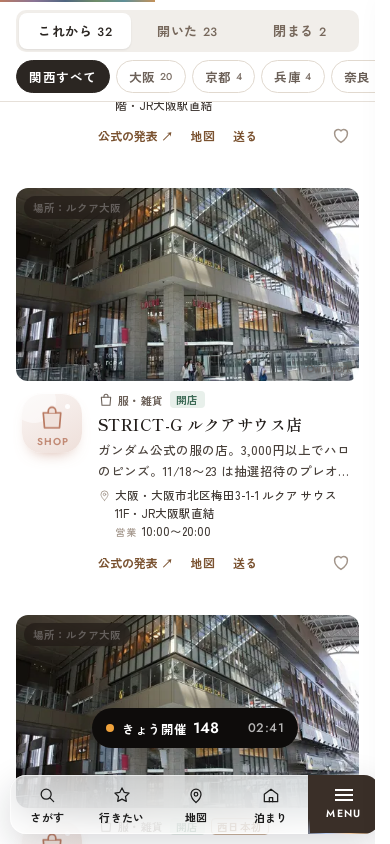 これから 32
開いた 23
閉まる 2
関西すべて
大阪 20
京都 4
兵庫 4
奈良
階・JR大阪駅直結
公式の発表 ↗ 地図 送る
場所：ルクア大阪
服・雑貨 開店
SHOP
STRICT-G ルクアサウス店
ガンダム公式の服の店。3,000円以上でハロ
のピンズ。11/18〜23 は抽選招待のプレオ…
大阪・大阪市北区梅田3-1-1 ルクア サウス
11F・JR大阪駅直結
営業 10:00〜20:00
公式の発表 ↗ 地図 送る
場所：ルクア大阪
きょう開催 148 02:41
さがす
行きたい
地図
泊まり
MENU
服・雑貨 開店 西日本初